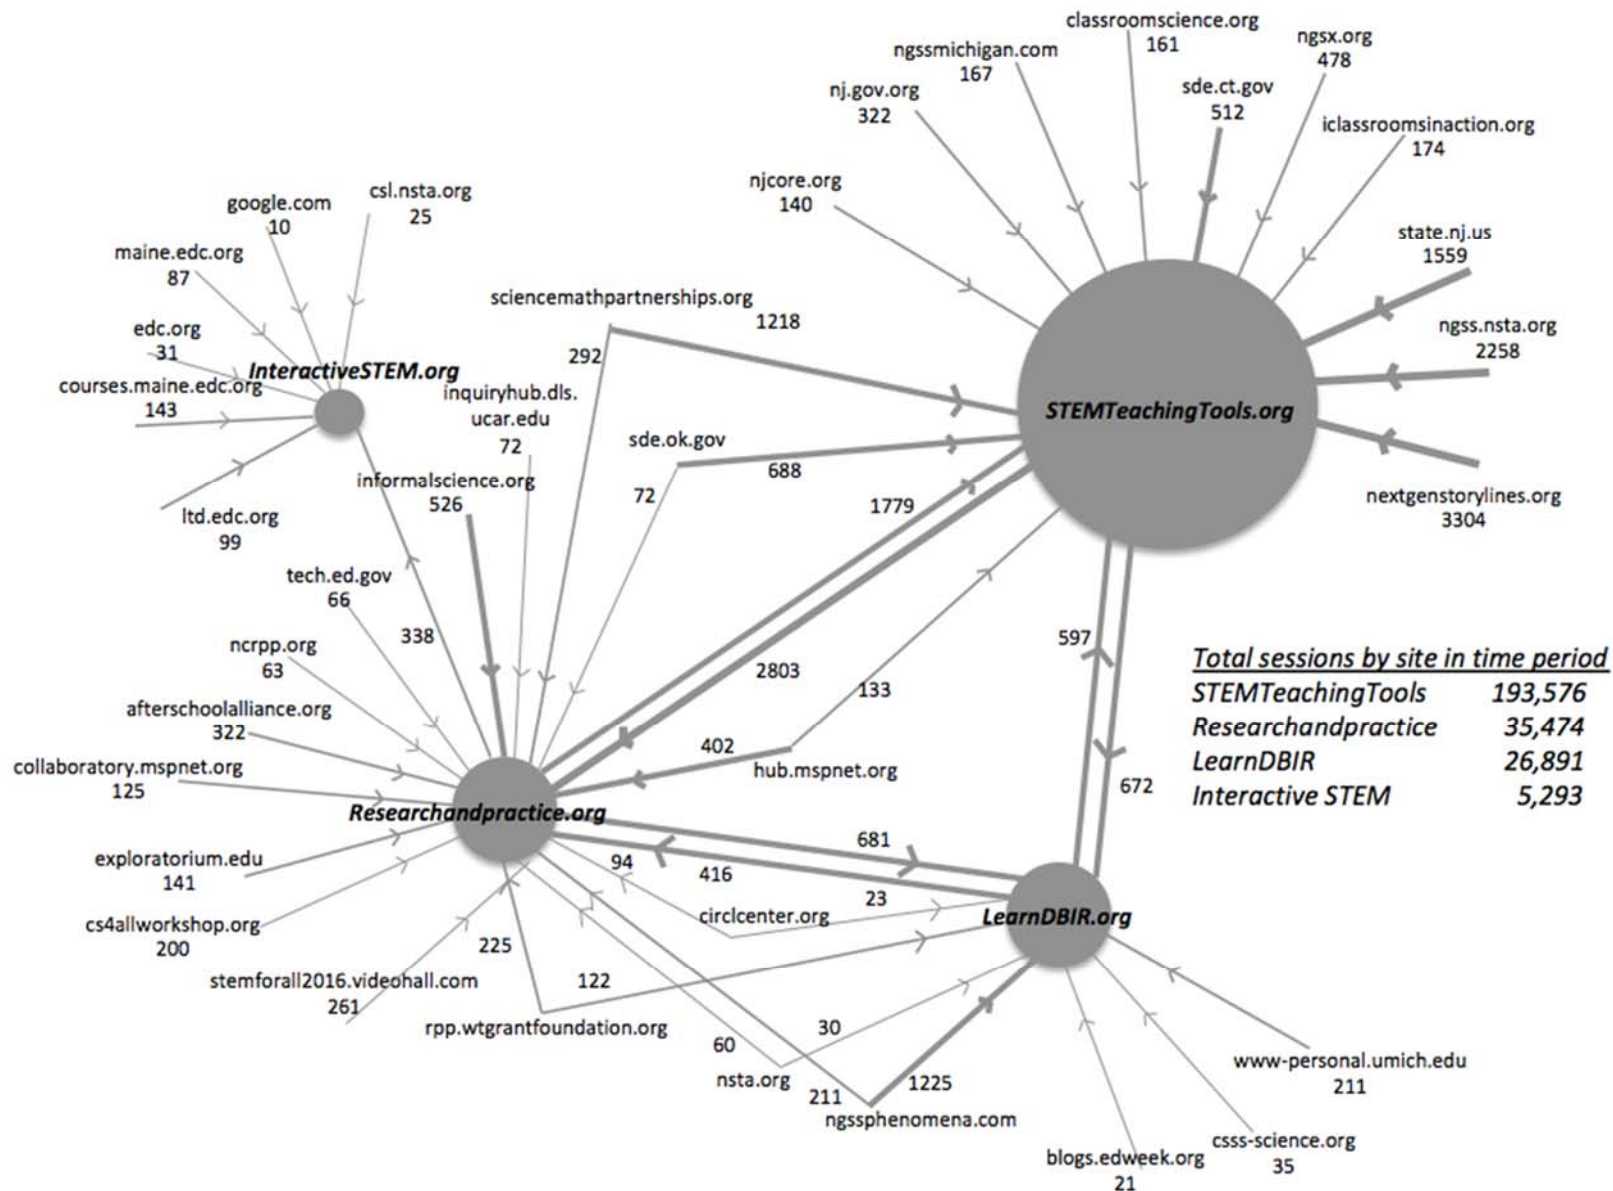 classroomscience.org
161
ngsx.org
478
ngssmichigan.com
167
sde.ct.gov
512
nj.gov.org
322
iclassroomsinaction.org
174
njcore.org
140
state.nj.us
1559
ngss.nsta.org
2258
nextgenstorylines.org
3304
STEMTeachingTools.org
csl.nsta.org
25
google.com
10
maine.edc.org
87
edc.org
31
InteractiveSTEM.org
courses.maine.edc.org
143
ltd.edc.org
99
sciencemathpartnerships.org
1218
292
inquiryhub.dls.
ucar.edu
72
sde.ok.gov
688
72
informalscience.org
526
1779
2803
133
402
hub.mspnet.org
338
tech.ed.gov
66
ncrpp.org
63
afterschoolalliance.org
322
collaboratory.mspnet.org
125
Researchandpractice.org
exploratorium.edu
141
cs4allworkshop.org
200
stemforall2016.videohall.com
261
225
122
rpp.wtgrantfoundation.org
681
94
416
23
circlcenter.org
LearnDBIR.org
597
672
60
30
nsta.org
211
1225
ngssphenomena.com
www-personal.umich.edu
211
csss-science.org
35
blogs.edweek.org
21
Total sessions by site in time period
STEMTeachingTools 193,576
Researchandpractice 35,474
LearnDBIR 26,891
Interactive STEM 5,293